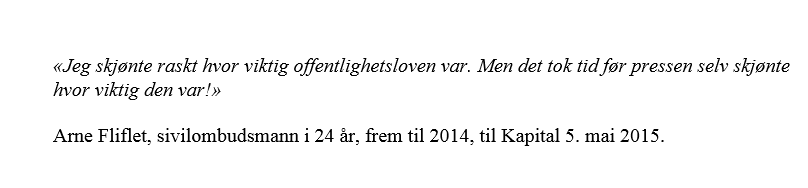 «Jeg skjønte raskt hvor viktig offentlighetsloven var. Men det tok tid før pressen selv skjønte
hvor viktig den var!»
Arne Fliflet, sivilombudsmann i 24 år, frem til 2014, til Kapital 5. mai 2015.